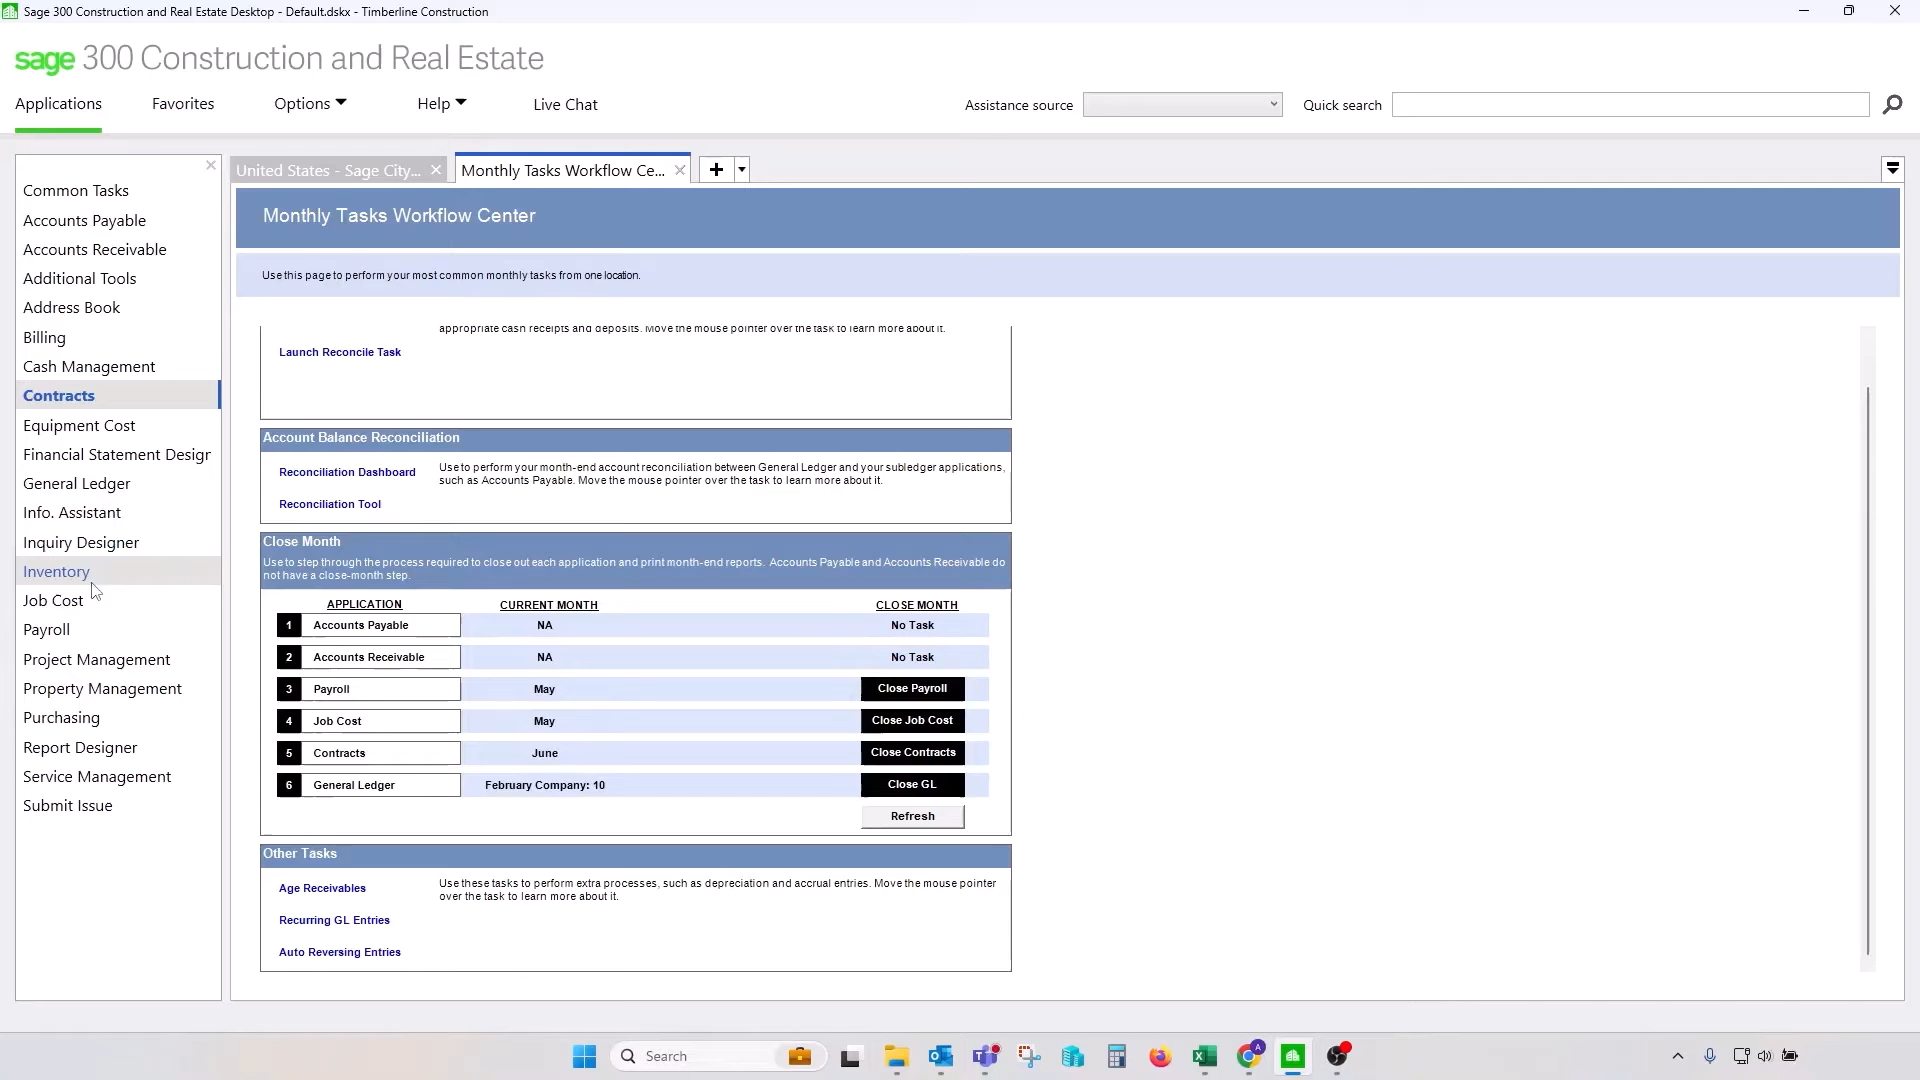 Sage 300 Construction and Real Estate Desktop - Default.dskx - Timberline Construction
sage 300 Construction and Real Estate
Applications
Favorites
Options
Help
Live Chat
Assistance source
Quick search
Common Tasks
Accounts Payable
Accounts Receivable
Additional Tools
Address Book
Billing
Cash Management
Contracts
Equipment Cost
Financial Statement Design
General Ledger
Info. Assistant
Inquiry Designer
Inventory
Job Cost
Payroll
Project Management
Property Management
Purchasing
Report Designer
Service Management
Submit Issue
United States - Sage City...
Monthly Tasks Workflow Ce...
Monthly Tasks Workflow Center
Use this page to perform your most common monthly tasks from one location.
appropriate cash receipts and deposits. Move the mouse pointer over the task to learn more about it.
Launch Reconcile Task
Account Balance Reconciliation
Reconciliation Dashboard
Use to perform your month-end account reconciliation between General Ledger and your subledger applications,
such as Accounts Payable. Move the mouse pointer over the task to learn more about it.
Reconciliation Tool
Close Month
Use to step through the process required to close out each application and print month-end reports. Accounts Payable and Accounts Receivable do
not have a close-month step.
APPLICATION CURRENT MONTH CLOSE MONTH
1 Accounts Payable NA No Task
2 Accounts Receivable NA No Task
3 Payroll May Close Payroll
4 Job Cost May Close Job Cost
5 Contracts June Close Contracts
6 General Ledger February Company: 10 Close GL
Refresh
Other Tasks
Age Receivables
Use these tasks to perform extra processes, such as depreciation and accrual entries. Move the mouse pointer
over the task to learn more about it.
Recurring GL Entries
Auto Reversing Entries
Search
A